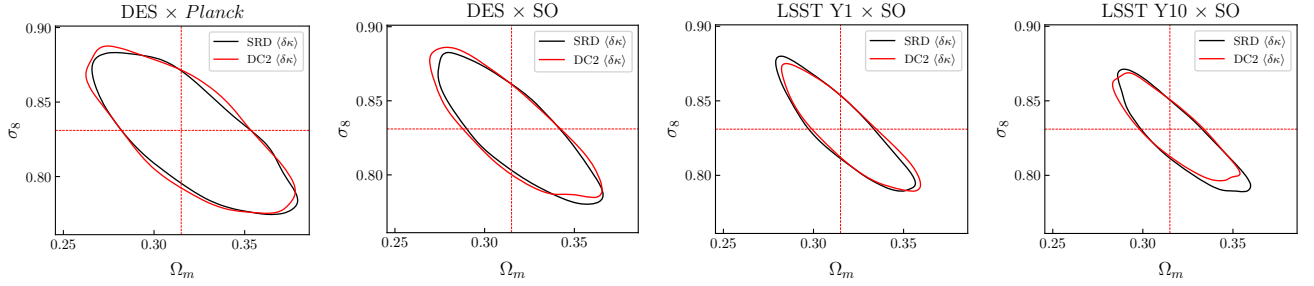 DES × Planck
0.90
0.85
0.80
σ8
SRD ⟨δκ⟩
DC2 ⟨δκ⟩
0.25
0.30
0.35
Ωm
DES × SO
0.90
0.85
0.80
σ8
SRD ⟨δκ⟩
DC2 ⟨δκ⟩
0.25
0.30
0.35
Ωm
LSST Y1 × SO
0.90
0.85
0.80
σ8
SRD ⟨δκ⟩
DC2 ⟨δκ⟩
0.25
0.30
0.35
Ωm
LSST Y10 × SO
0.90
0.85
0.80
σ8
SRD ⟨δκ⟩
DC2 ⟨δκ⟩
0.25
0.30
0.35
Ωm